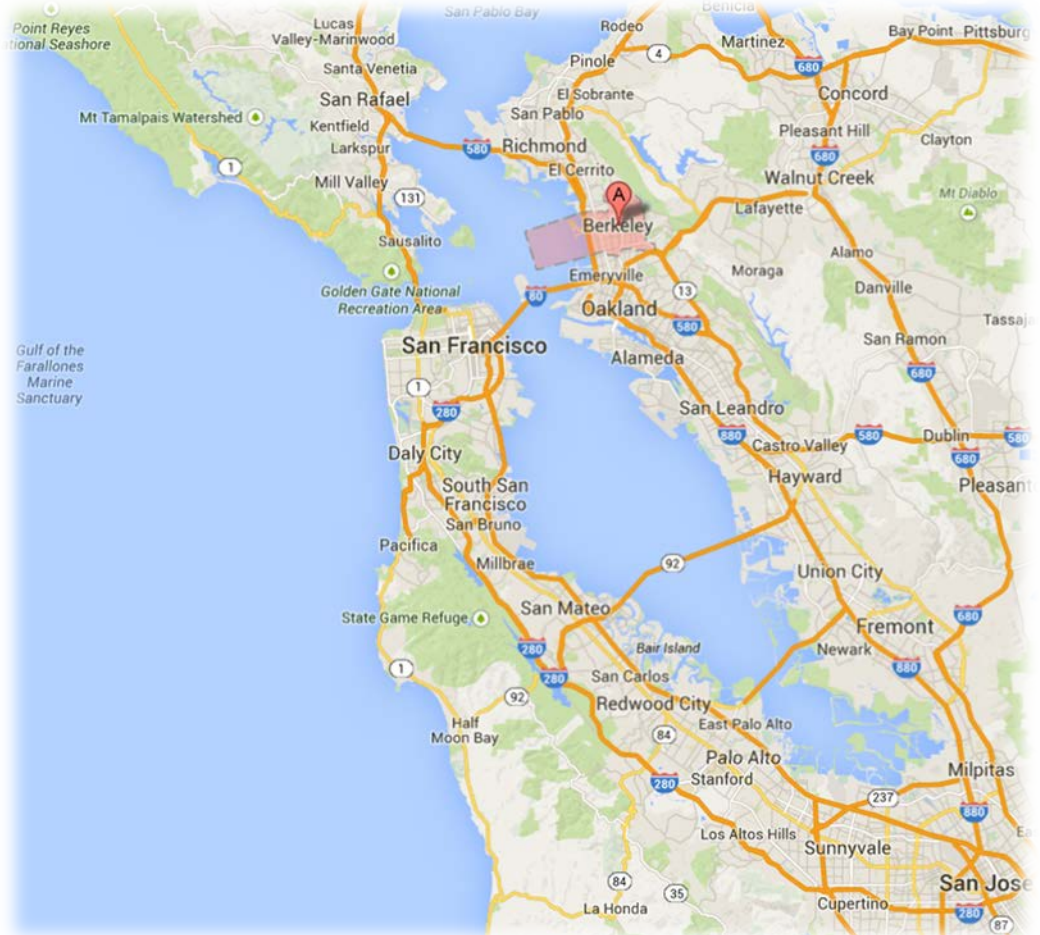 San Pablo Bay
Benicia
Point Reyes
ational Seashore
Lucas
Valley-Marinwood
Rodeo
4
Martinez
Bay Point
Pittsburg
Pinole
680
Santa Venetia
El Sobrante
Concord
San Rafael
San Pablo
Mt Tamalpais Watershed
Kentfield
Larkspur
580
Richmond
Pleasant Hill
Clayton
680
1
El Cerrito
Walnut Creek
Mill Valley
131
A
Lafayette
Mt Diablo
Berkeley
Sausalito
Alamo
Emeryville
Moraga
Golden Gate National
Recreation Area
80
13
Danville
Oakland
580
Tassaja
Gulf of the
Farallones
Marine
Sanctuary
San Francisco
Alameda
San Ramon
680
1
280
San Leandro
880
580
Dublin
580
Castro Valley
Daly City
680
Hayward
Pleasant
South San
Francisco
San Bruno
Pacifica
Millbrae
92
Union City
State Game Refuge
San Mateo
680
Fremont
280
Bair Island
Newark
880
1
280
San Carlos
92
Redwood City
Half
Moon Bay
84
East Palo Alto
Palo Alto
Stanford
Milpitas
280
237
880
Los Altos Hills
Sunnyvale
84
35
San Jose
La Honda
Cupertino
280
87